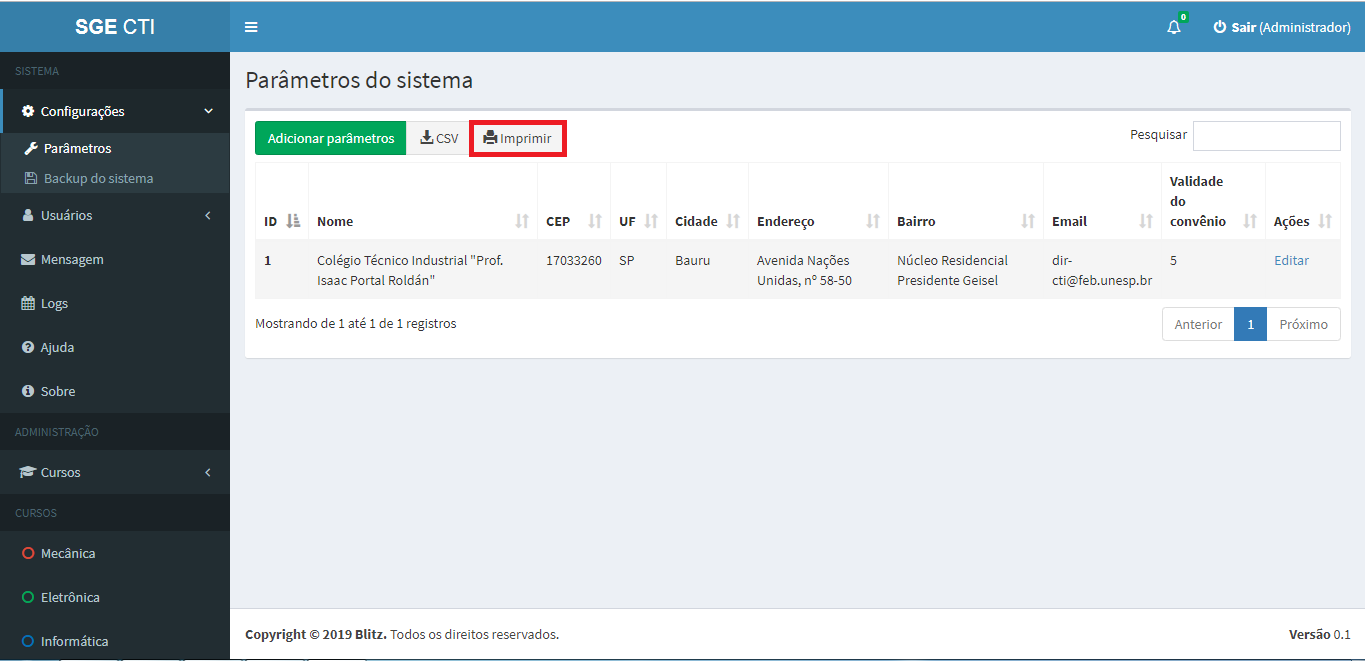 SGE CTI
0
Sair (Administrador)
SISTEMA
Configurações
Parâmetros
Backup do sistema
Usuários
Mensagem
Logs
Ajuda
Sobre
ADMINISTRAÇÃO
Cursos
CURSOS
Mecânica
Eletrônica
Informática
Parâmetros do sistema
Adicionar parâmetros CSV Imprimir Pesquisar
ID Nome CEP UF Cidade Endereço Bairro Email Validade do convênio Ações
1 Colégio Técnico Industrial "Prof. 17033260 SP Bauru Avenida Nações Núcleo Residencial dir- 5 Editar
Isaac Portal Roldán" Unidas, nº 58-50 Presidente Geisel cti@feb.unesp.br
Mostrando de 1 até 1 de 1 registros Anterior 1 Próximo
Copyright © 2019 Blitz. Todos os direitos reservados. Versão 0.1